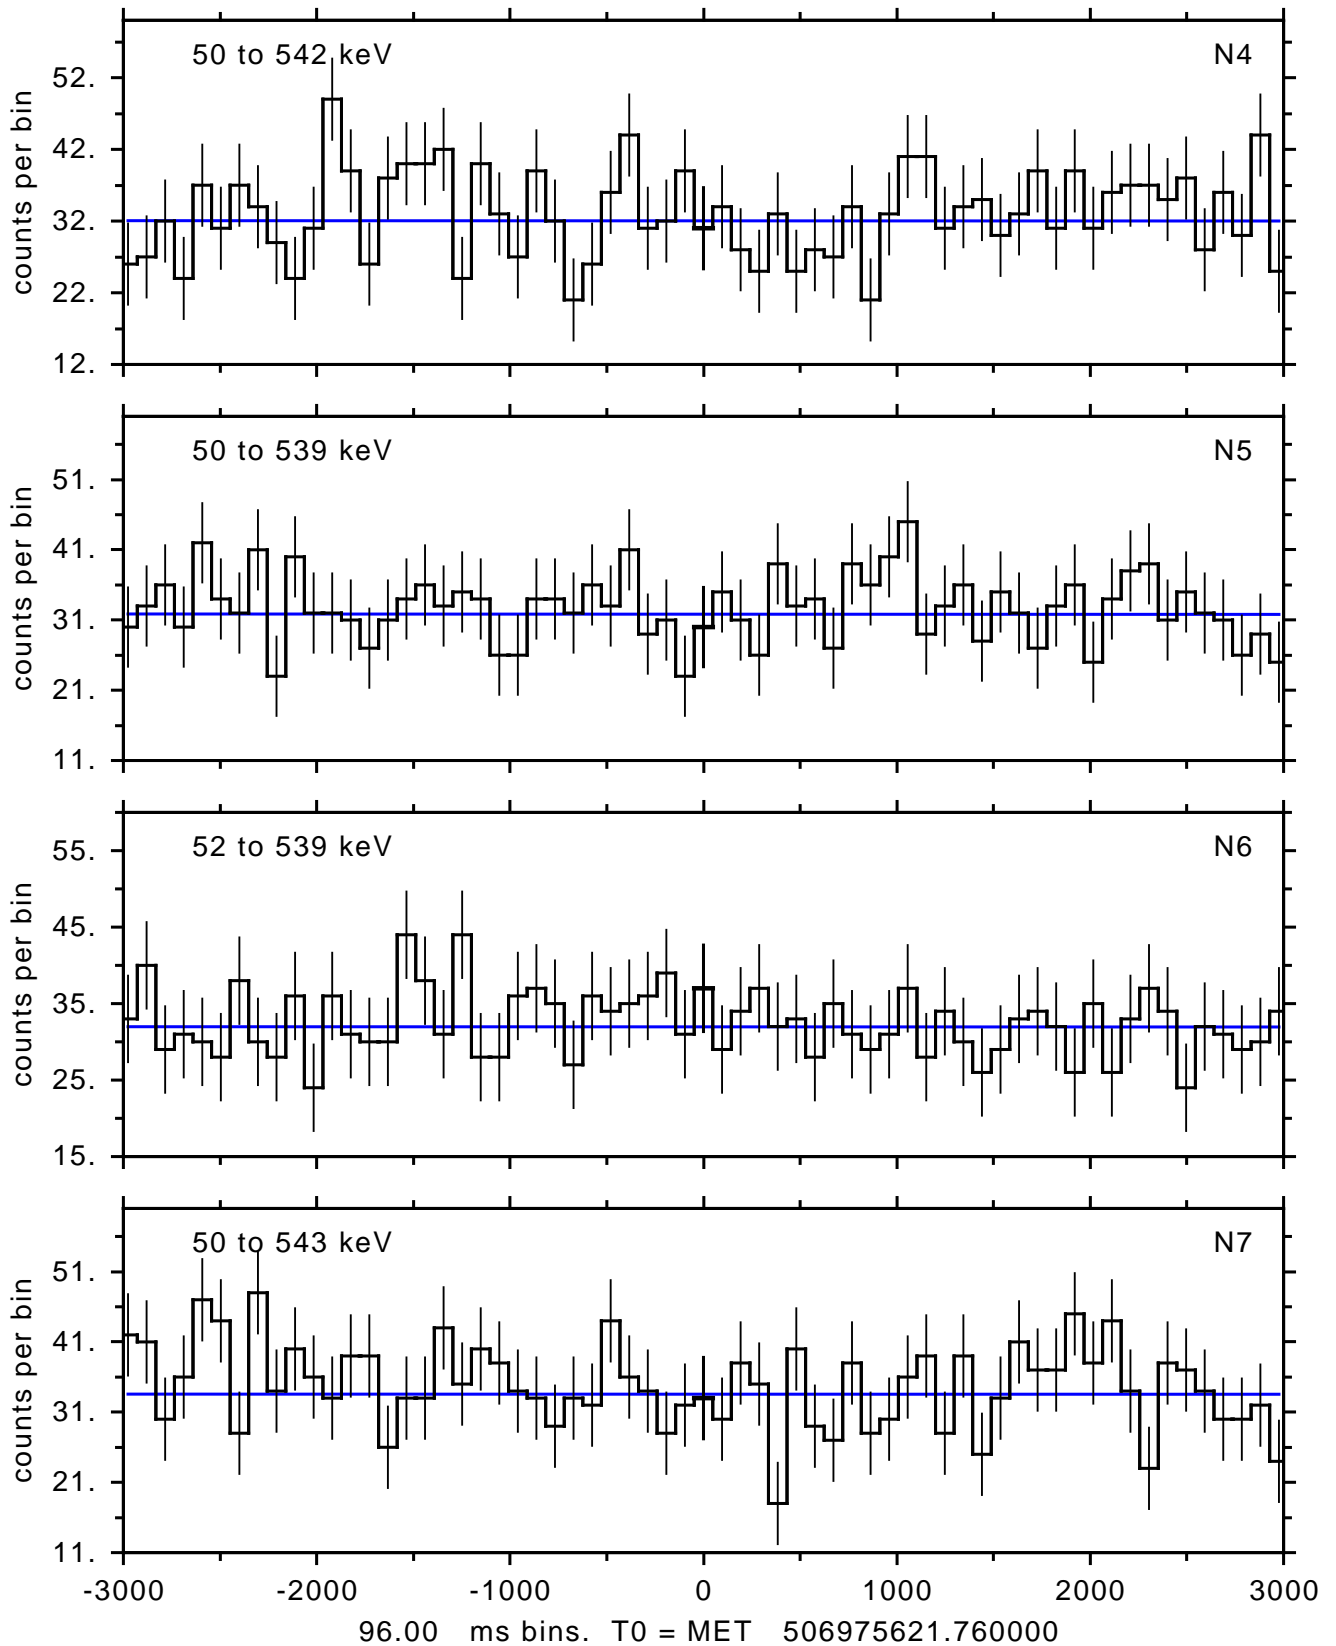 50 to 542 keV N4
52.
42.
32.
22.
12.
counts per bin
50 to 539 keV N5
51.
41.
31.
21.
11.
counts per bin
52 to 539 keV N6
55.
45.
35.
25.
15.
counts per bin
50 to 543 keV N7
51.
41.
31.
21.
11.
counts per bin
-3000 -2000 -1000 0 1000 2000 3000
96.00 ms bins. T0 = MET 506975621.760000